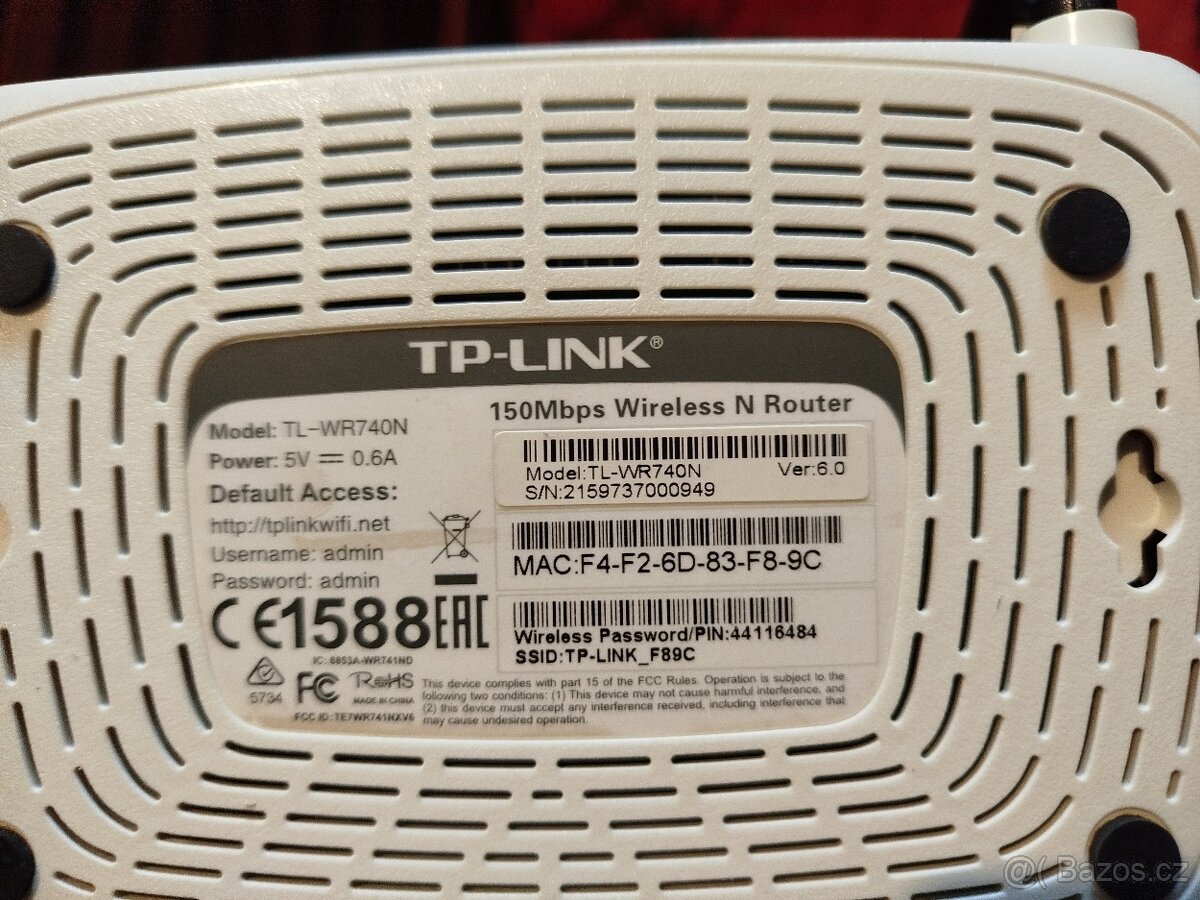 TP-LINK®
150Mbps Wireless N Router
Model: TL-WR740N
Power: 5V ⎓ 0.6A
Default Access:
http://tplinkwifi.net
Username: admin
Password: admin
CE1588 EAC
IC: 8853A-WR741ND
5734
FC RoHS
MADE IN CHINA
FCC ID: TE7WR741NXV6
Model:TL-WR740N Ver:6.0
S/N:2159737000949
MAC:F4-F2-6D-83-F8-9C
Wireless Password/PIN:44116484
SSID:TP-LINK_F89C
This device complies with part 15 of the FCC Rules. Operation is subject to the
following two conditions: (1) This device may not cause harmful interference, and
(2) this device must accept any interference received, including interference that
may cause undesired operation.
@( Bazos.cz